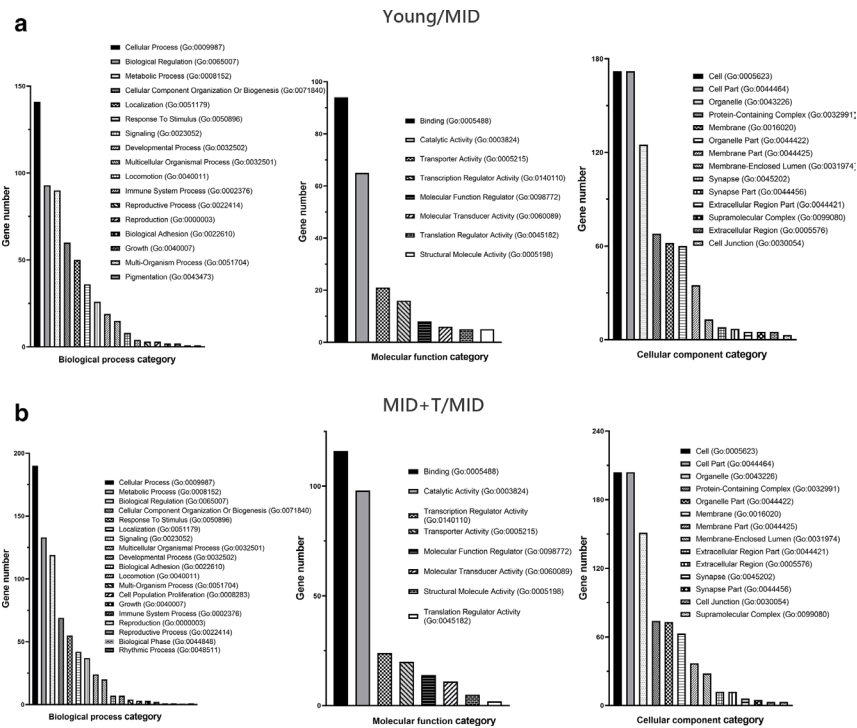 Young/MID
a
Cellular Process (Go:0009987)
Biological Regulation (Go:0065007)
Metabolic Process (Go:0008152)
Cellular Component Organization Or Biogenesis (Go:0071840)
Localization (Go:0051179)
Response To Stimulus (Go:0050896)
Signaling (Go:0023052)
Developmental Process (Go:0032502)
Multicellular Organismal Process (Go:0032501)
Locomotion (Go:0040011)
Immune System Process (Go:0002376)
Reproductive Process (Go:0022414)
Reproduction (Go:0000003)
Biological Adhesion (Go:0022610)
Growth (Go:0040007)
Multi-Organism Process (Go:0051704)
Pigmentation (Go:0043473)
150
100
50
0
Gene number
Biological process category
Binding (Go:0005488)
Catalytic Activity (Go:0003824)
Transporter Activity (Go:0005215)
Transcription Regulator Activity (Go:0140110)
Molecular Function Regulator (Go:0098772)
Molecular Transducer Activity (Go:0060089)
Translation Regulator Activity (Go:0045182)
Structural Molecule Activity (Go:0005198)
100
80
60
40
20
0
Gene number
Molecular function category
Cell (Go:0005623)
Cell Part (Go:0044464)
Organelle (Go:0043226)
Protein-Containing Complex (Go:0032991)
Membrane (Go:0016020)
Organelle Part (Go:0044422)
Membrane Part (Go:0044425)
Membrane-Enclosed Lumen (Go:0031974)
Synapse (Go:0045202)
Synapse Part (Go:0044456)
Extracellular Region Part (Go:0044421)
Supramolecular Complex (Go:0099080)
Extracellular Region (Go:0005576)
Cell Junction (Go:0030054)
180
120
60
0
Gene number
Cellular component category
MID+T/MID
b
Cellular Process (Go:0009987)
Metabolic Process (Go:0008152)
Biological Regulation (Go:0065007)
Cellular Component Organization Or Biogenesis (Go:0071840)
Response To Stimulus (Go:0050896)
Localization (Go:0051179)
Signaling (Go:0023052)
Multicellular Organismal Process (Go:0032501)
Developmental Process (Go:0032502)
Biological Adhesion (Go:0022610)
Locomotion (Go:0040011)
Multi-Organism Process (Go:0051704)
Cell Population Proliferation (Go:0008283)
Growth (Go:0040007)
Immune System Process (Go:0002376)
Reproduction (Go:0000003)
Reproductive Process (Go:0022414)
Biological Phase (Go:0044848)
Rhythmic Process (Go:0048511)
200
150
100
50
0
Gene number
Biological process category
Binding (Go:0005488)
Catalytic Activity (Go:0003824)
Transcription Regulator Activity
(Go:0140110)
Transporter Activity (Go:0005215)
Molecular Function Regulator (Go:0098772)
Molecular Transducer Activity (Go:0060089)
Structural Molecule Activity (Go:0005198)
Translation Regulator Activity
(Go:0045182)
100
50
0
Gene number
Molecular function category
Cell (Go:0005623)
Cell Part (Go:0044464)
Organelle (Go:0043226)
Protein-Containing Complex (Go:0032991)
Organelle Part (Go:0044422)
Membrane (Go:0016020)
Membrane Part (Go:0044425)
Membrane-Enclosed Lumen (Go:0031974)
Extracellular Region Part (Go:0044421)
Extracellular Region (Go:0005576)
Synapse (Go:0045202)
Synapse Part (Go:0044456)
Cell Junction (Go:0030054)
Supramolecular Complex (Go:0099080)
240
180
120
60
0
Gene number
Cellular component category